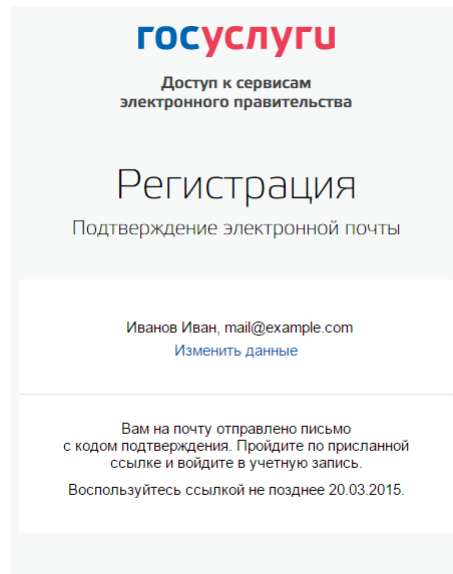 госуслуги
Доступ к сервисам
электронного правительства
Регистрация
Подтверждение электронной почты
Иванов Иван, mail@example.com
Изменить данные
Вам на почту отправлено письмо
с кодом подтверждения. Пройдите по присланной
ссылке и войдите в учетную запись.
Воспользуйтесь ссылкой не позднее 20.03.2015.